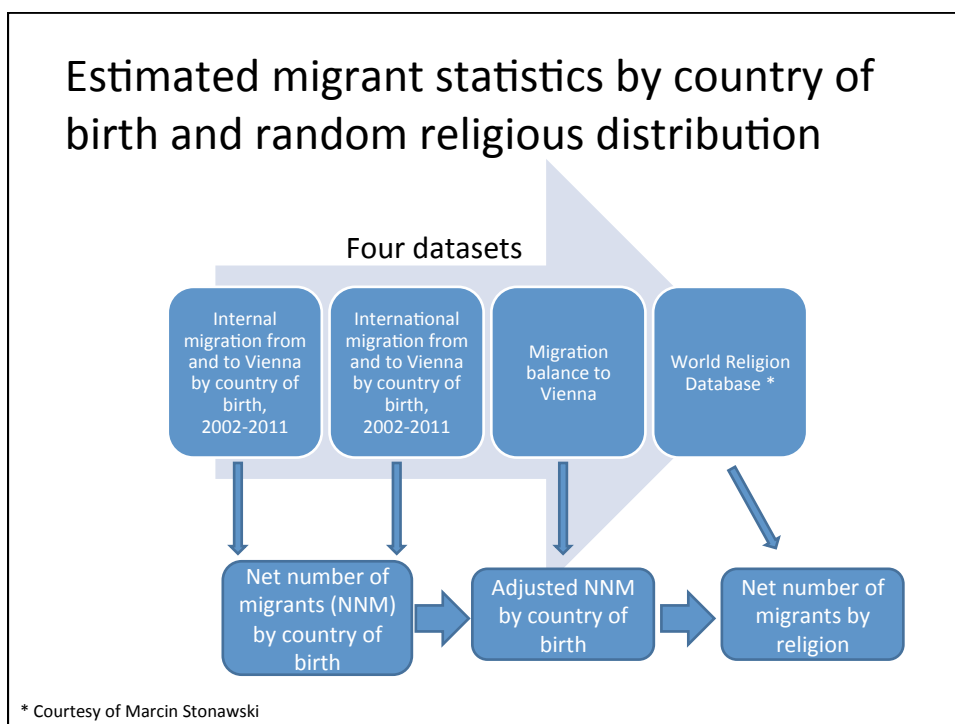 Estimated migrant statistics by country of
birth and random religious distribution
Four datasets
Internal
migration from
and to Vienna
by country of
birth,
2002-2011
International
migration from
and to Vienna
by country of
birth,
2002-2011
Migration
balance to
Vienna
World Religion
Database *
Net number of
migrants (NNM)
by country of
birth
Adjusted NNM
by country of
birth
Net number of
migrants by
religion
* Courtesy of Marcin Stonawski